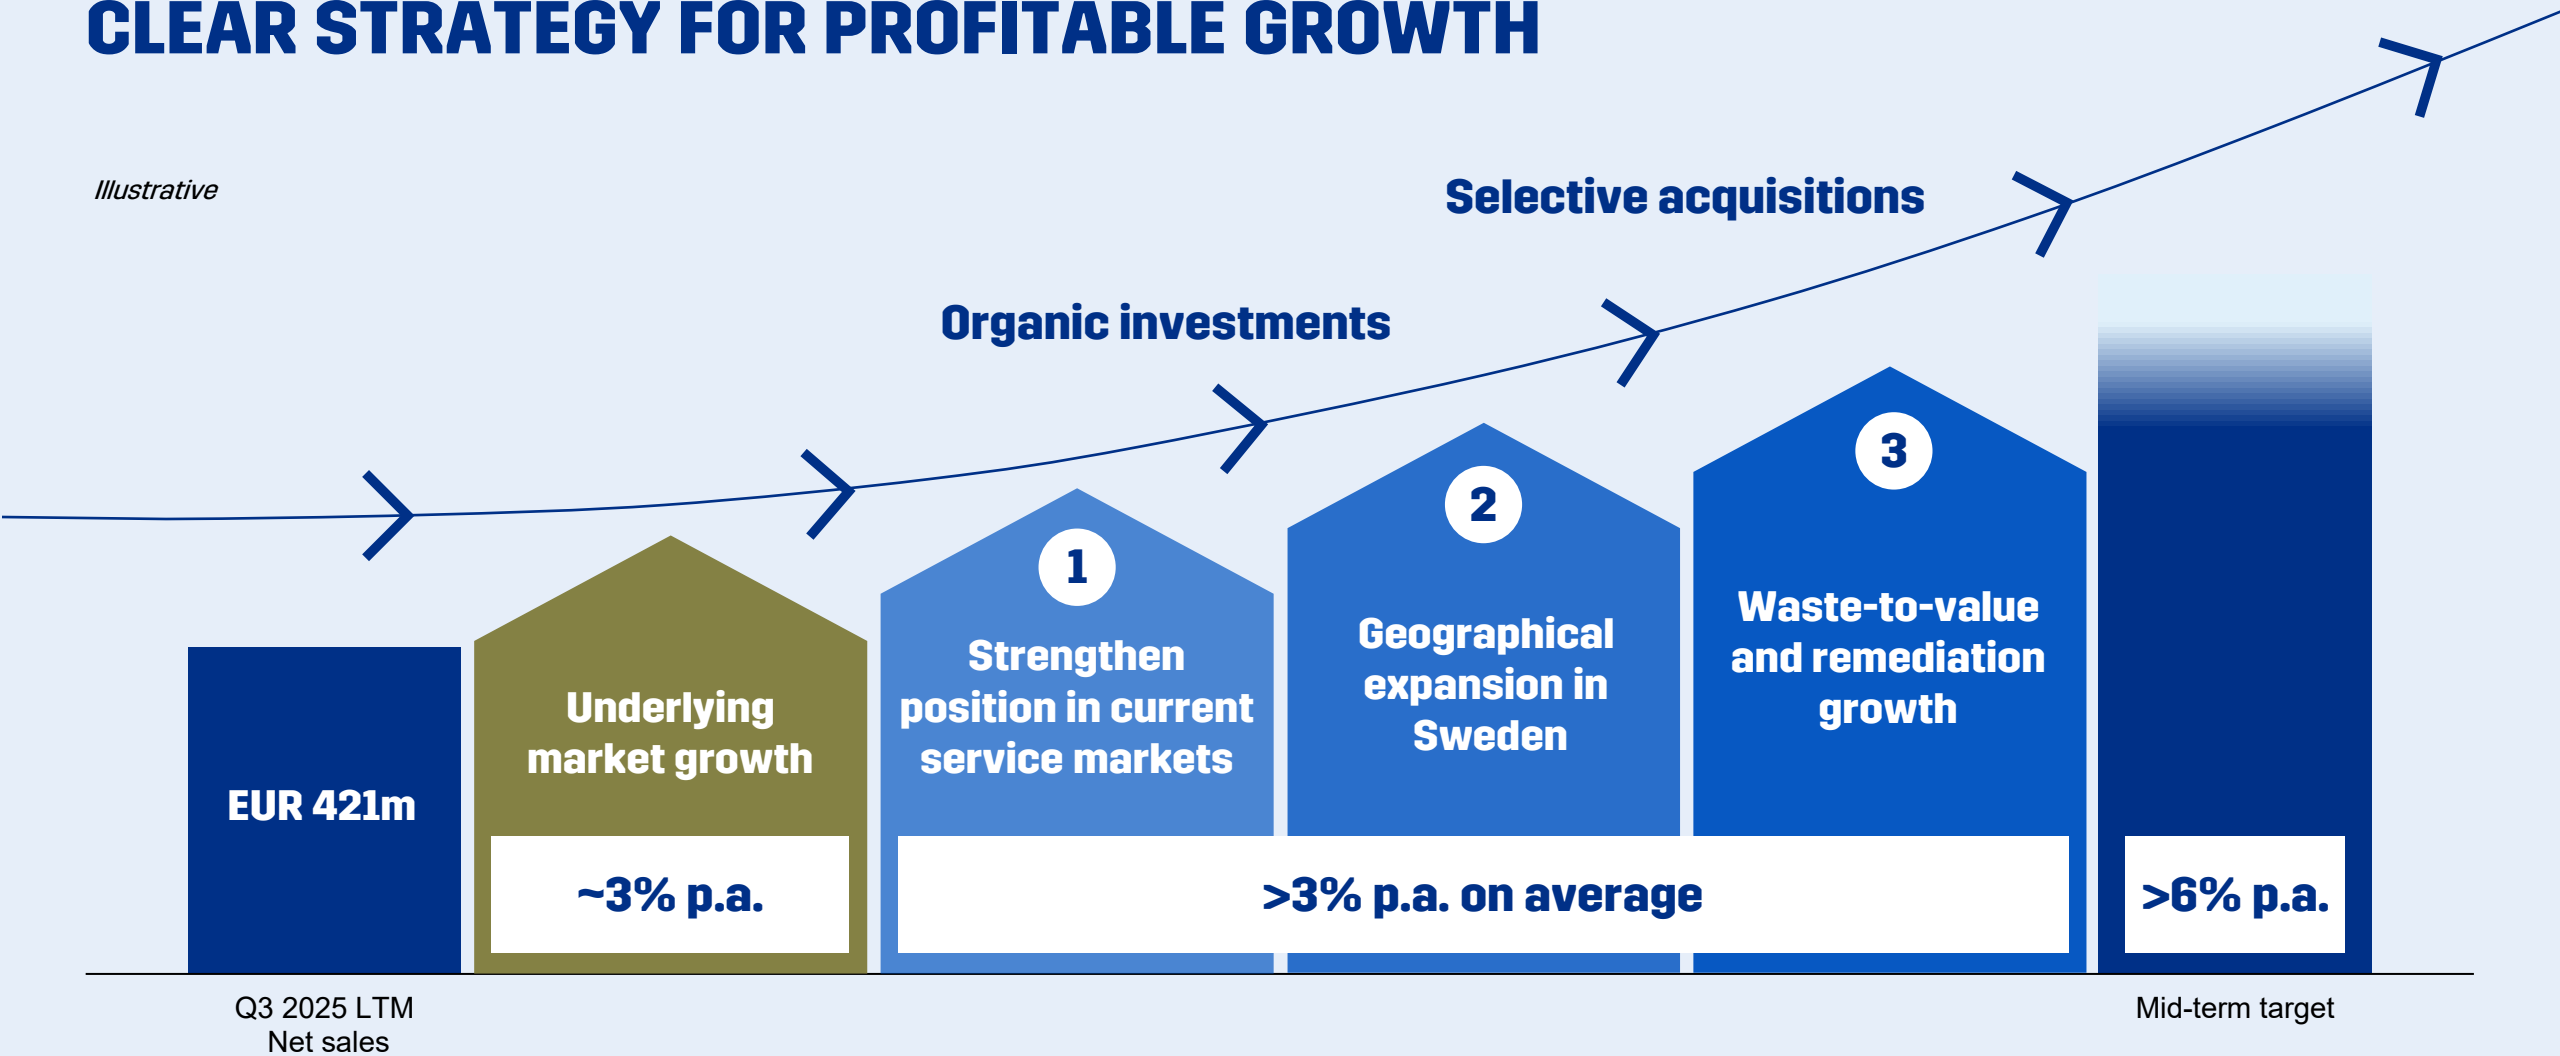 CLEAR STRATEGY FOR PROFITABLE GROWTH
Illustrative
Selective acquisitions
Organic investments
EUR 421m
Underlying
market growth
~3% p.a.
1
Strengthen
position in current
service markets
2
Geographical
expansion in
Sweden
3
Waste-to-value
and remediation
growth
>3% p.a. on average
>6% p.a.
Q3 2025 LTM
Net sales
Mid-term target